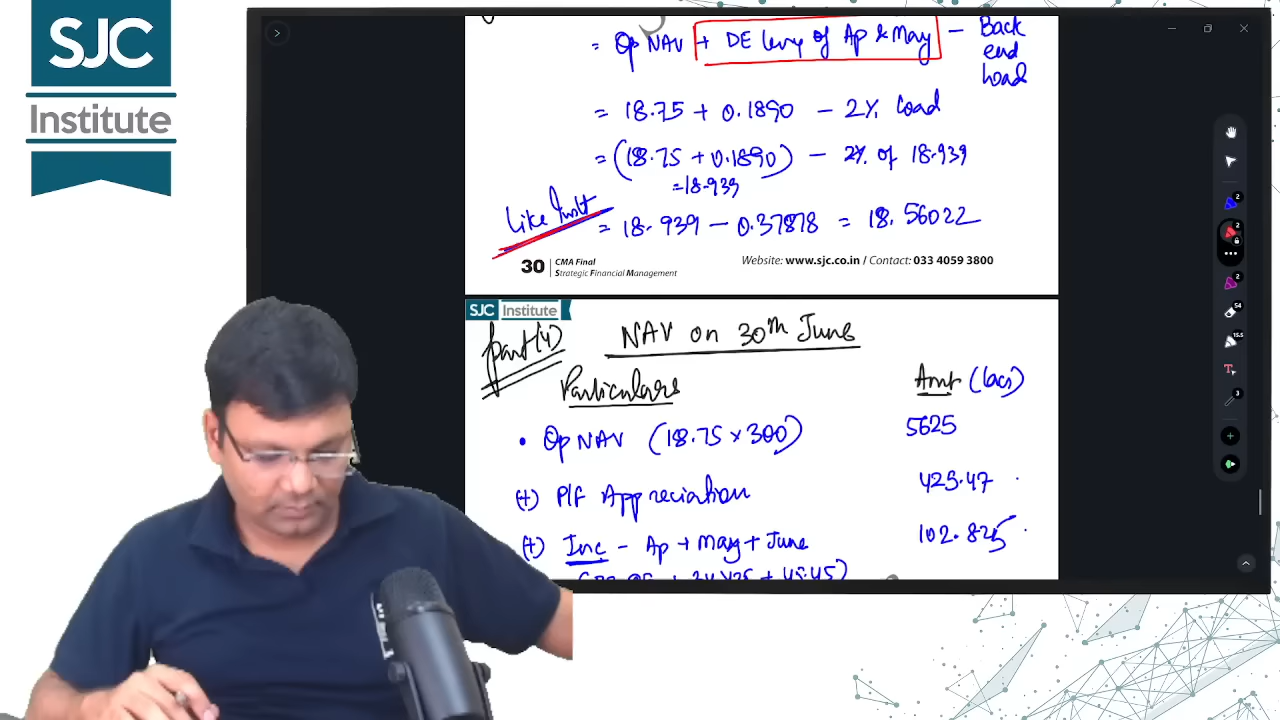 SJC
Institute
= Op NAV + DE levy of Ap & May - Back end load
= 18.75 + 0.1890 - 2% load
= (18.75 + 0.1890) - 2% of 18.939
= 18.939
Like Inst
= 18.939 - 0.37878 = 18.56022
30 CMA Final
Strategic Financial Management
Website: www.sjc.co.in / Contact: 033 4059 3800
SJC Institute
Part (4) NAV on 30th June
Particulars Amt (lacs)
• Op NAV (18.75 × 300) 5625
(+) P/F Appreciation 425.47
(+) Inc - Ap + May + June 102.825